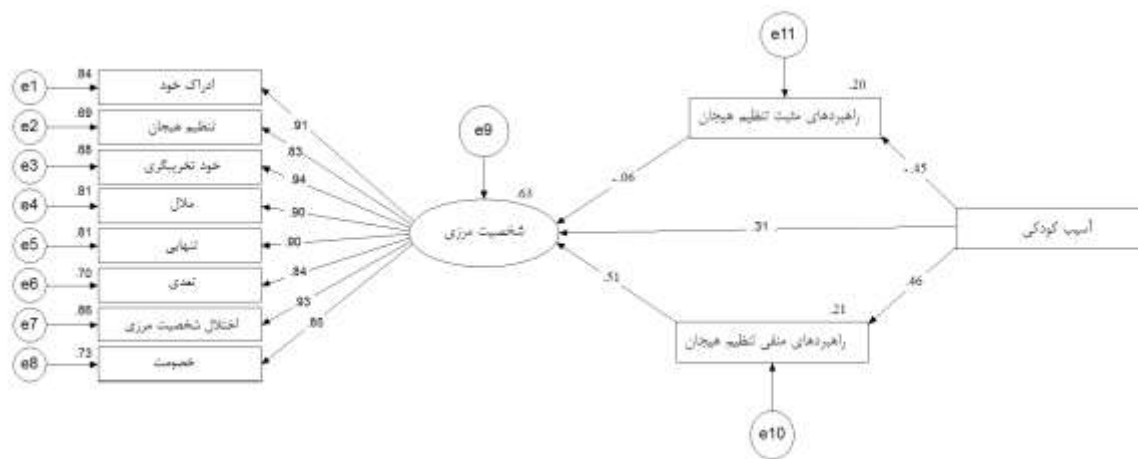 e11
.20
راهبردهای مثبت تنظیم هیجان
e1
.84
ادراک خود
.91
e2
.69
تنظیم هیجان
.83
e3
.88
خود تخریبگری
.94
e4
.81
ملال
.90
e5
.81
تنهایی
.90
e6
.70
تعدی
.84
e7
.86
اختلال شخصیت مرزی
.93
e8
.73
خصومت
e9
.63
شخصیت مرزی
-.06
-.45
.31
آسیب کودکی
.51
.46
.21
راهبردهای منفی تنظیم هیجان
e10